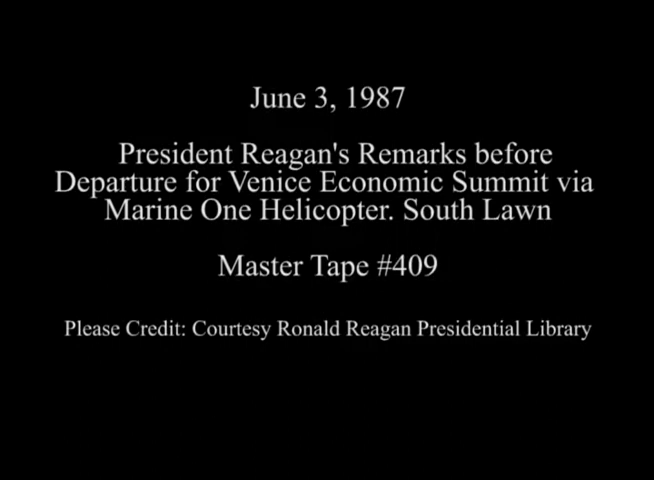 June 3, 1987
President Reagan's Remarks before
Departure for Venice Economic Summit via
Marine One Helicopter. South Lawn
Master Tape #409
Please Credit: Courtesy Ronald Reagan Presidential Library